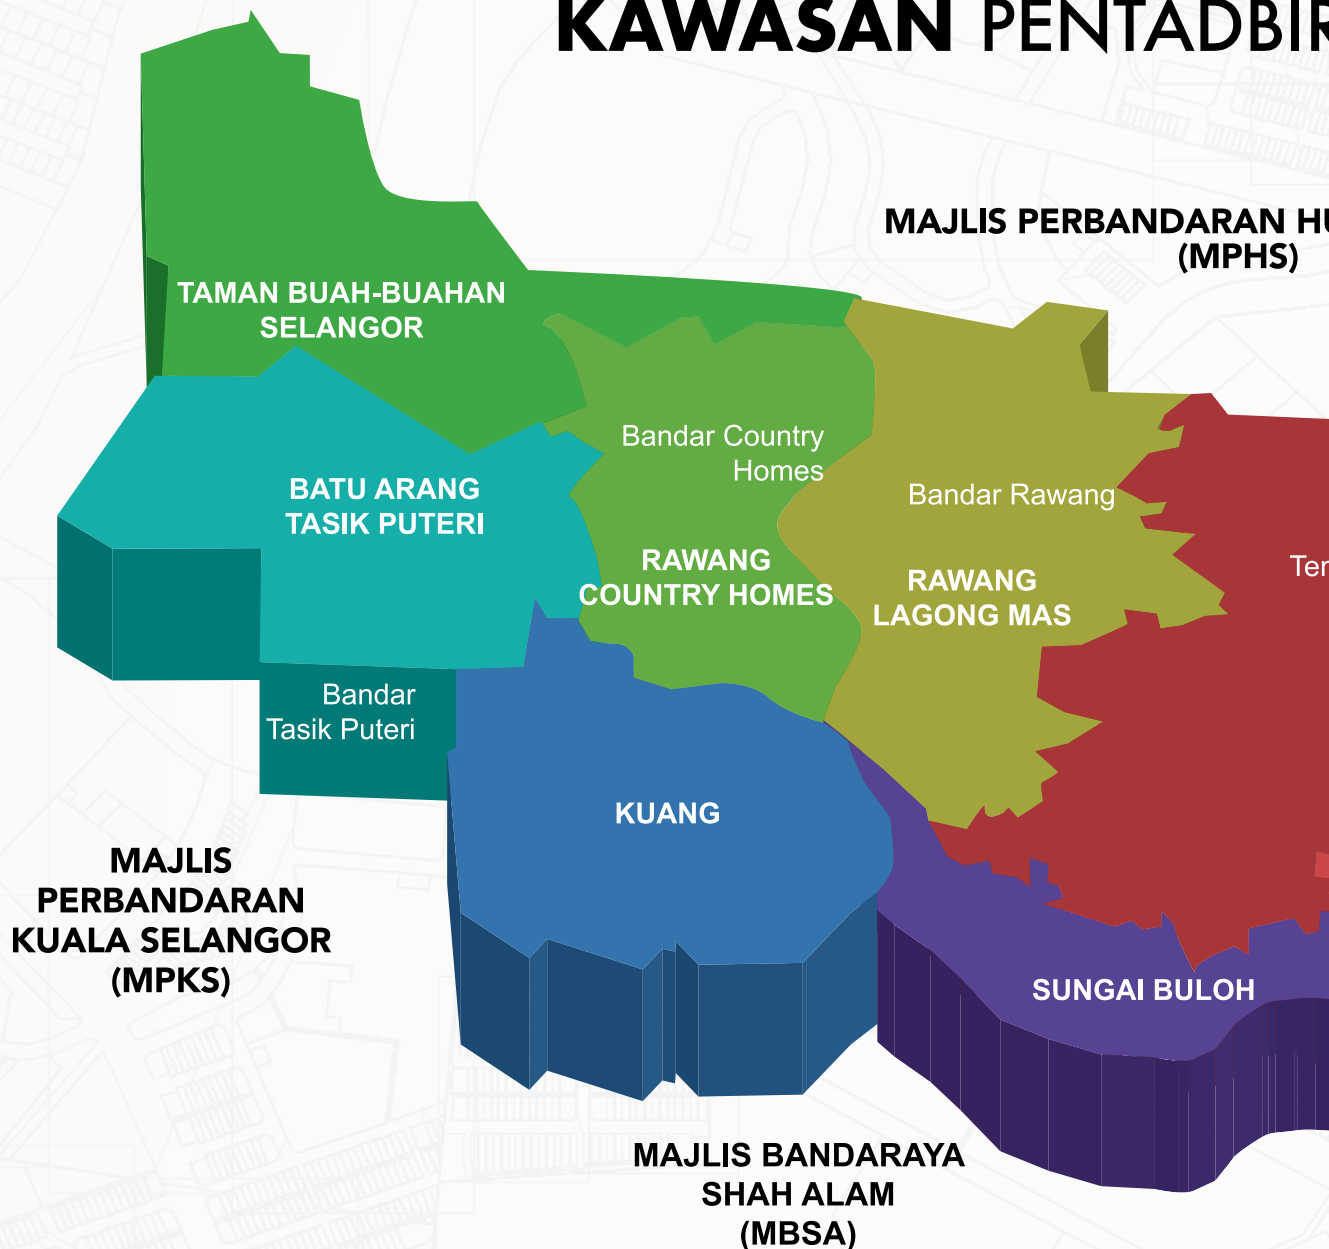 KAWASAN PENTADBIR
MAJLIS PERBANDARAN HU
(MPHS)
TAMAN BUAH-BUAHAN
SELANGOR
Bandar Country
Homes
BATU ARANG
TASIK PUTERI
Bandar Rawang
RAWANG
COUNTRY HOMES
RAWANG
LAGONG MAS
Ter
Bandar
Tasik Puteri
KUANG
MAJLIS
PERBANDARAN
KUALA SELANGOR
(MPKS)
SUNGAI BULOH
MAJLIS BANDARAYA
SHAH ALAM
(MBSA)